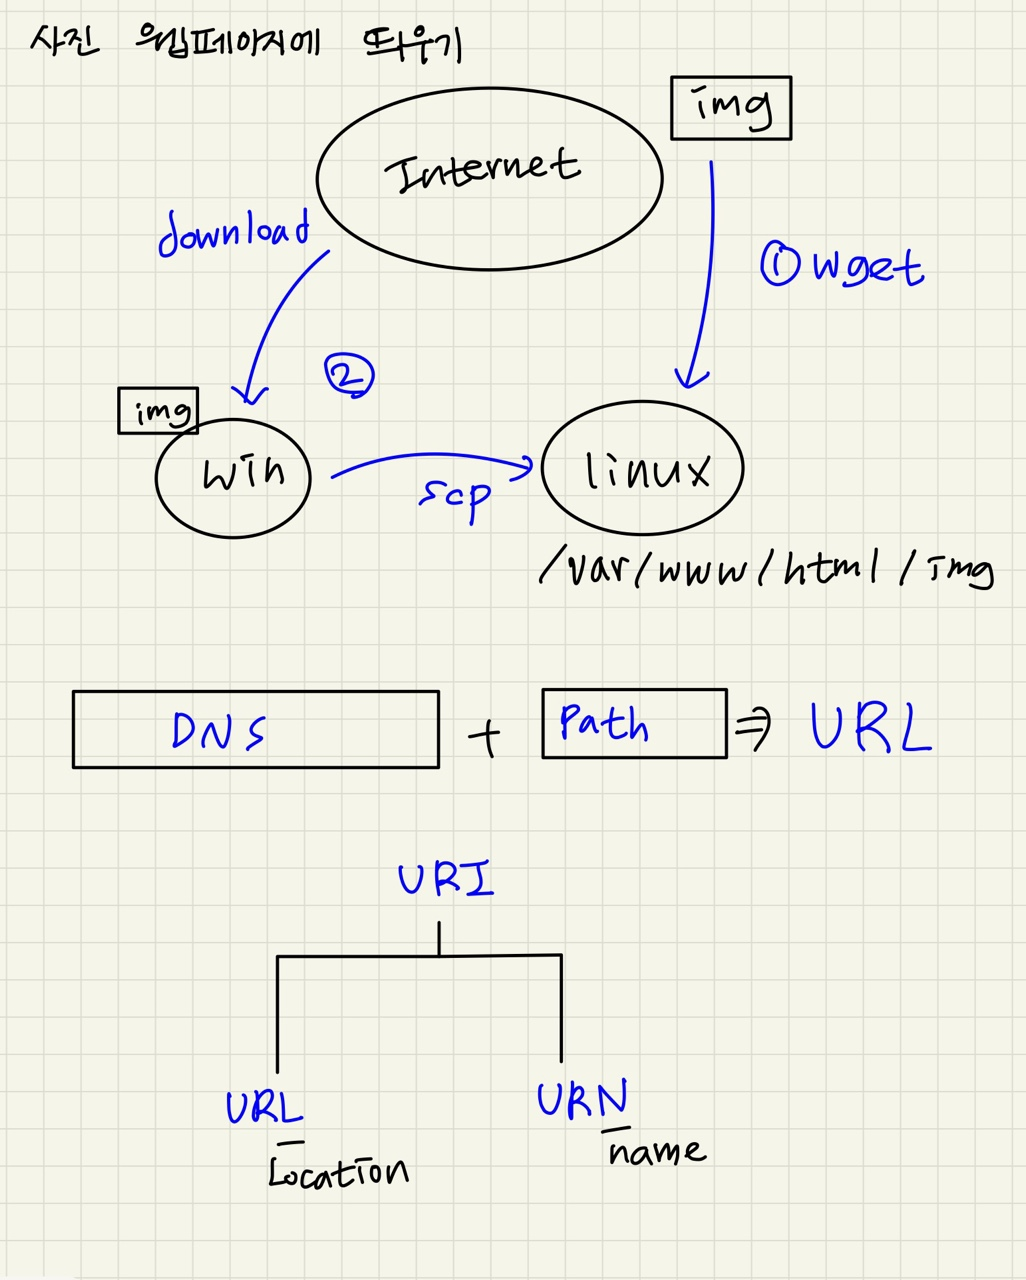 사진 웹페이지에 띄우기
img
Internet
download
① wget
②
img
win
scp
linux
/var/www/html/img
DNS + Path ⇒ URL
URI
URL
URN
Location
name